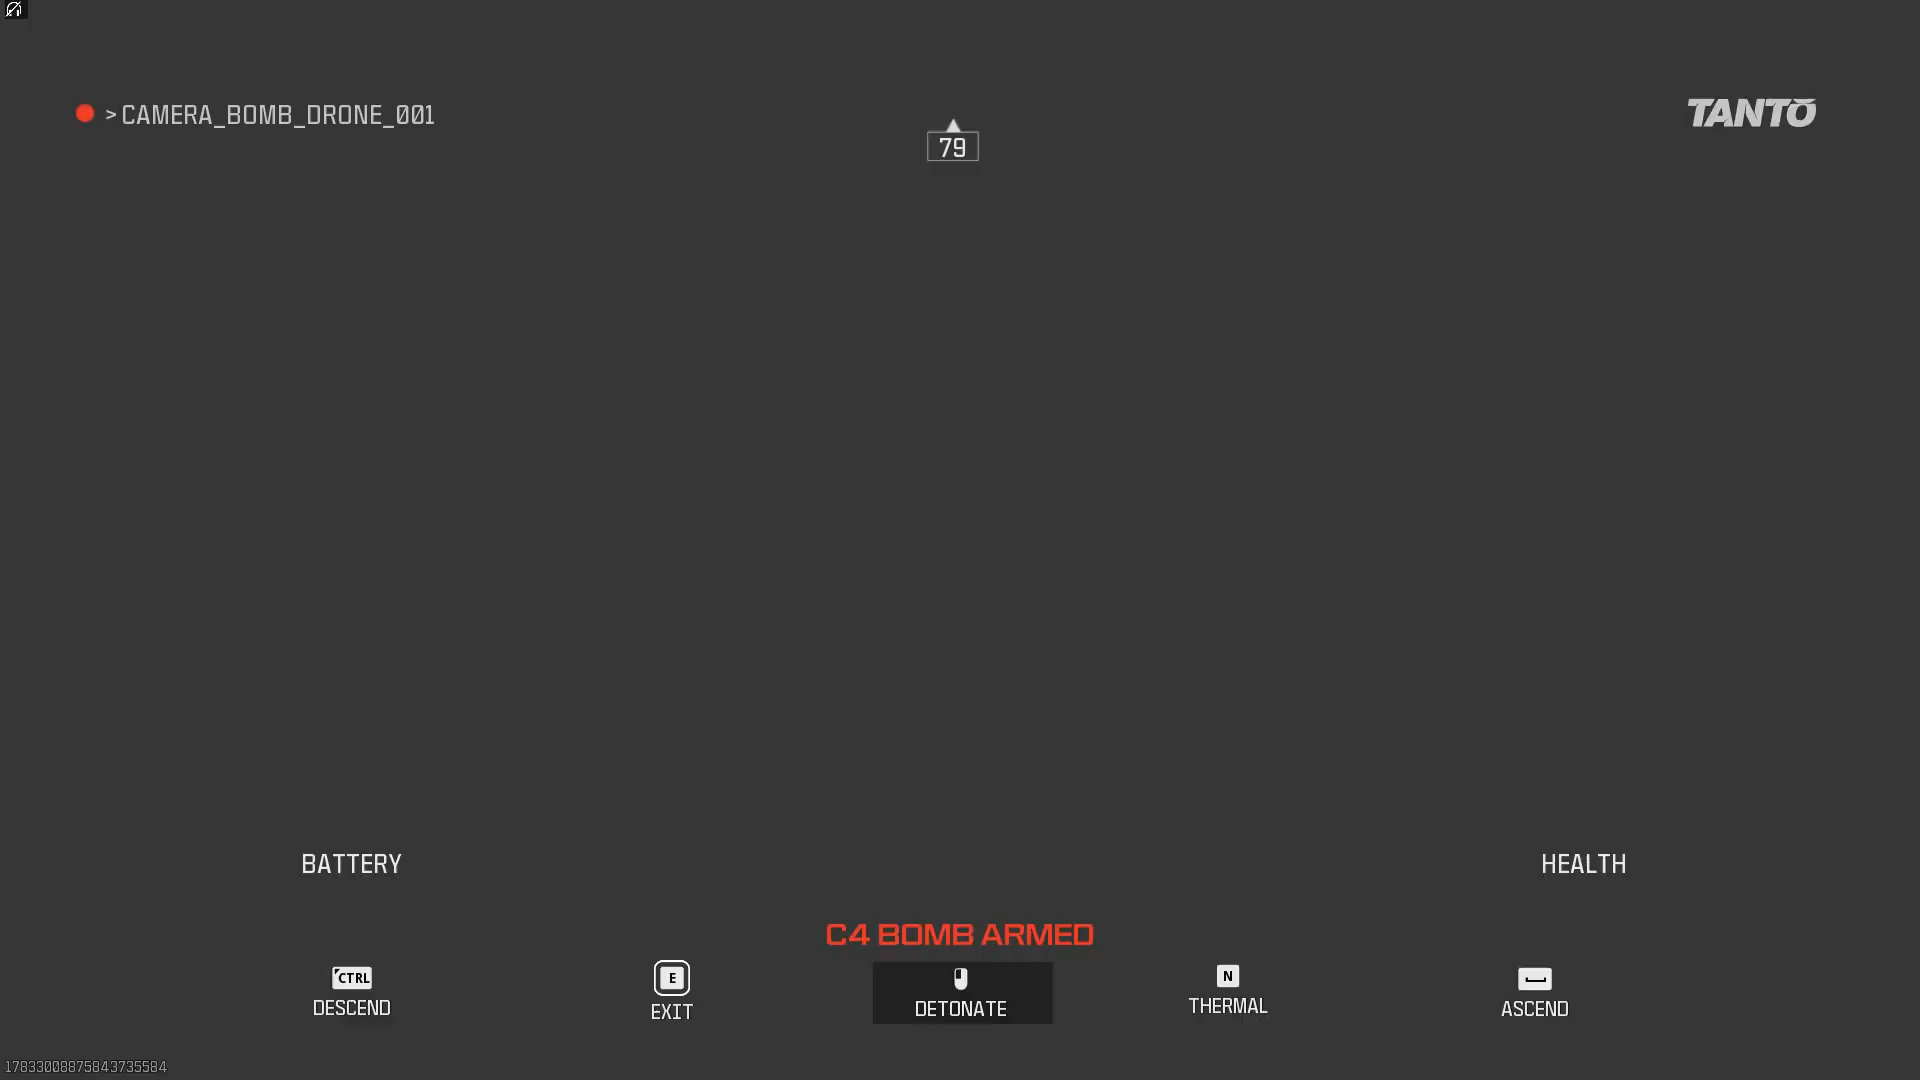 >CAMERA_BOMB_DRONE_001
TANTO
79
BATTERY
HEALTH
C4 BOMB ARMED
CTRL
DESCEND
E
EXIT
DETONATE
N
THERMAL
ASCEND
17833008875843735584